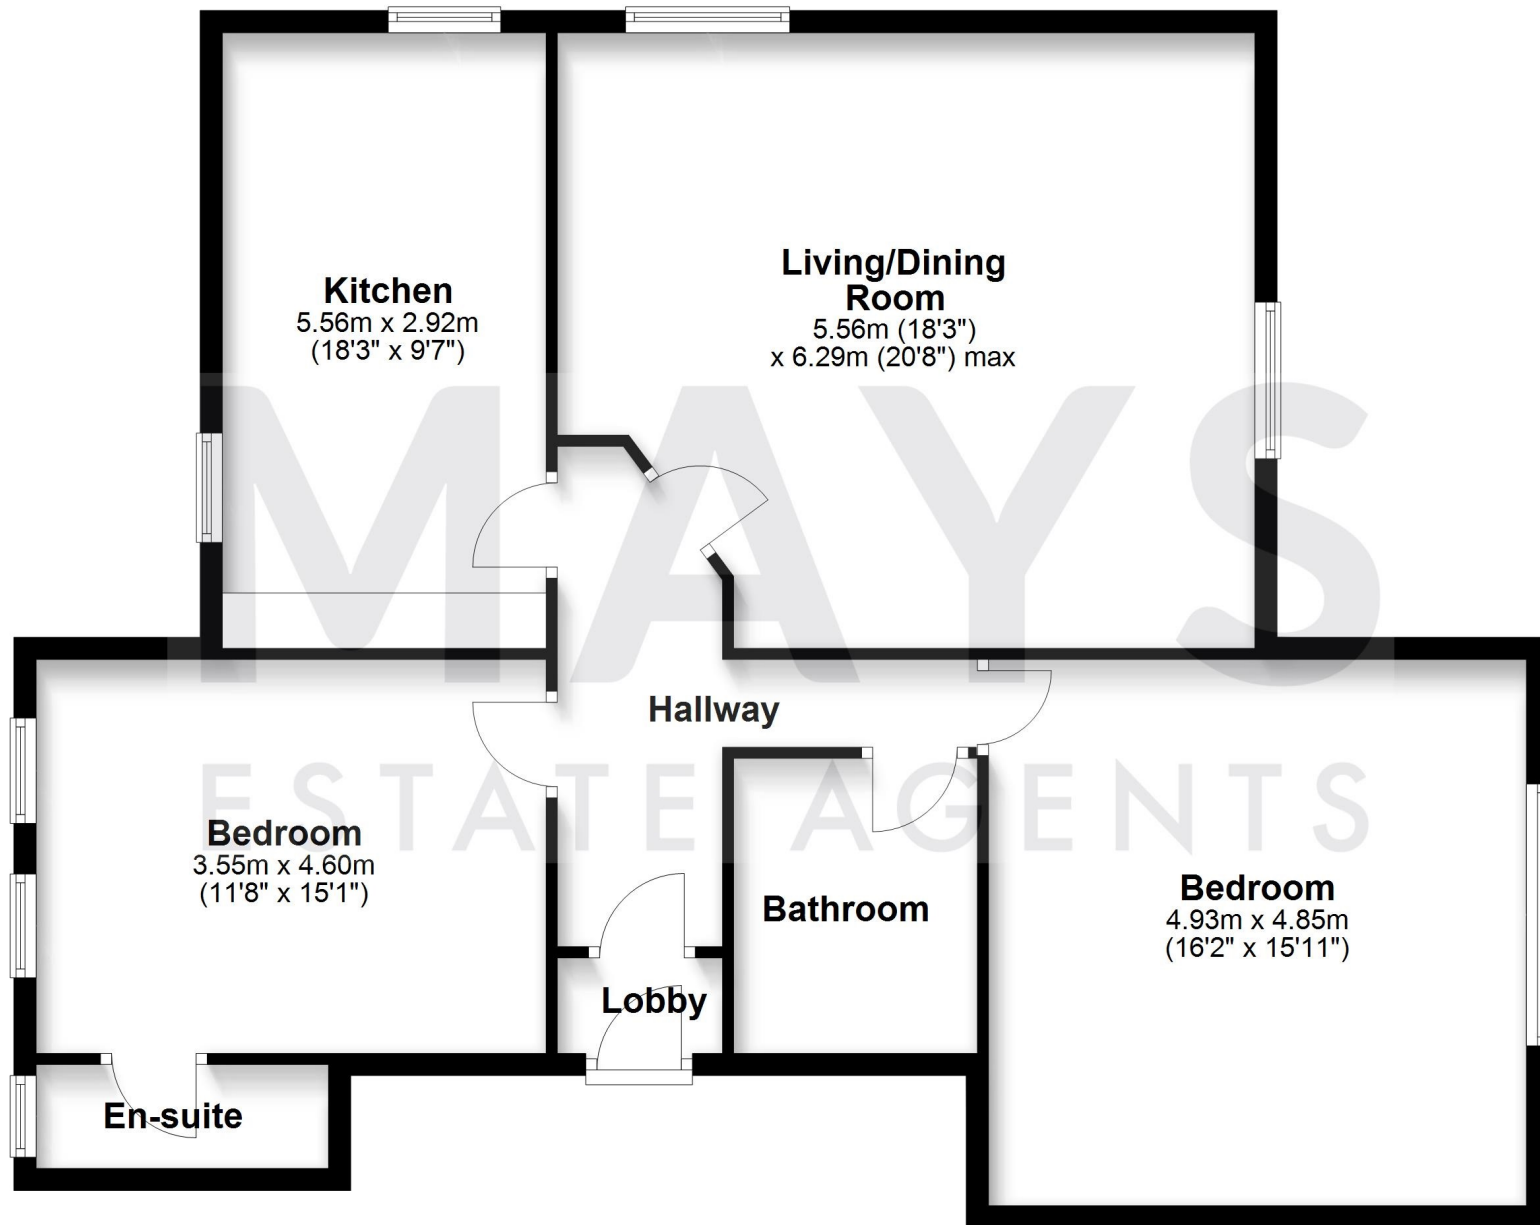 Kitchen
5.56m x 2.92m
(18'3" x 9'7")
Living/Dining
Room
5.56m (18'3")
x 6.29m (20'8") max
MAYS
ESTATE AGENTS
Hallway
Bedroom
3.55m x 4.60m
(11'8" x 15'1")
Bathroom
Bedroom
4.93m x 4.85m
(16'2" x 15'11")
Lobby
En-suite